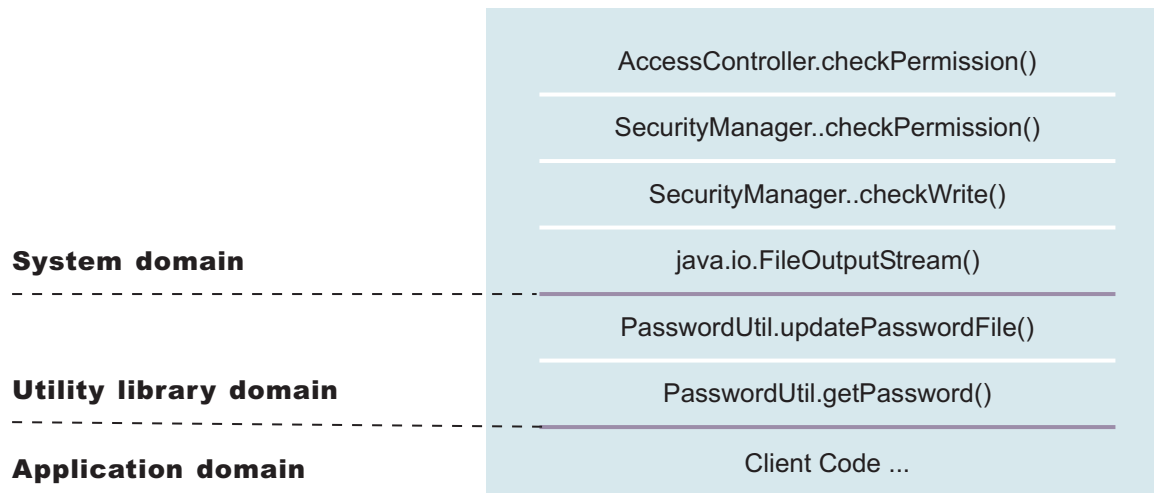 AccessController.checkPermission()
SecurityManager..checkPermission()
SecurityManager..checkWrite()
System domain
java.io.FileOutputStream()
PasswordUtil.updatePasswordFile()
Utility library domain
PasswordUtil.getPassword()
Application domain
Client Code ...